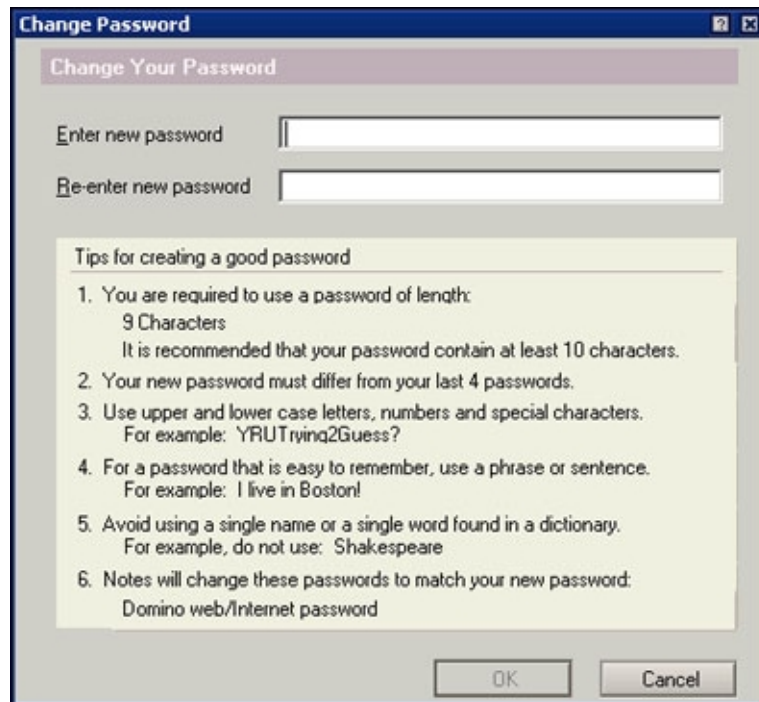 Change Password
Change Your Password
Enter new password
Re-enter new password
Tips for creating a good password
1. You are required to use a password of length:
9 Characters
It is recommended that your password contain at least 10 characters.
2. Your new password must differ from your last 4 passwords.
3. Use upper and lower case letters, numbers and special characters.
For example: YRUTrying2Guess?
4. For a password that is easy to remember, use a phrase or sentence.
For example: I live in Boston!
5. Avoid using a single name or a single word found in a dictionary.
For example, do not use: Shakespeare
6. Notes will change these passwords to match your new password:
Domino web/Internet password
OK
Cancel